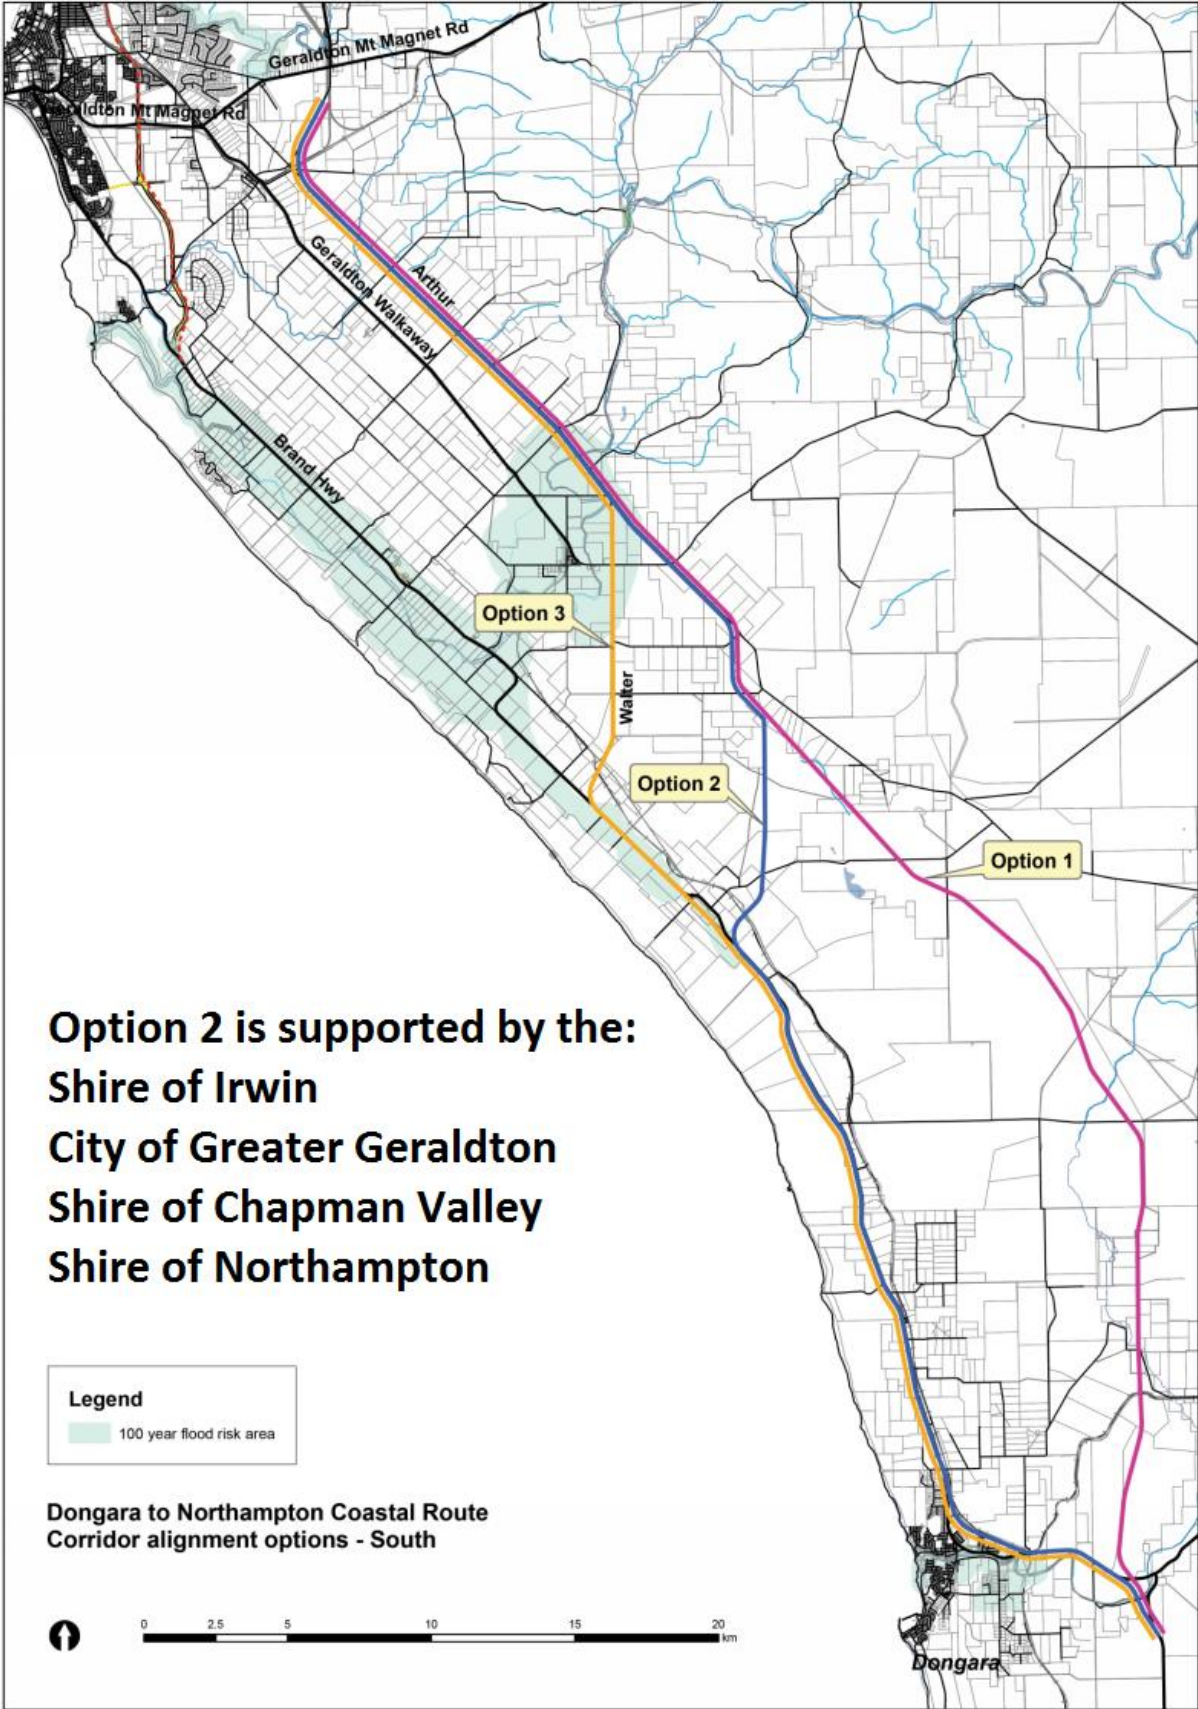 Geraldton Mt Magnet Rd
Geraldton Mt Magnet Rd
Arthur
Geraldton Walkaway
Brand Hwy
Option 3
Walter
Option 2
Option 1
Option 2 is supported by the:
Shire of Irwin
City of Greater Geraldton
Shire of Chapman Valley
Shire of Northampton
Legend
100 year flood risk area
Dongara to Northampton Coastal Route
Corridor alignment options - South
0 2.5 5 10 15 20
km
Dongara